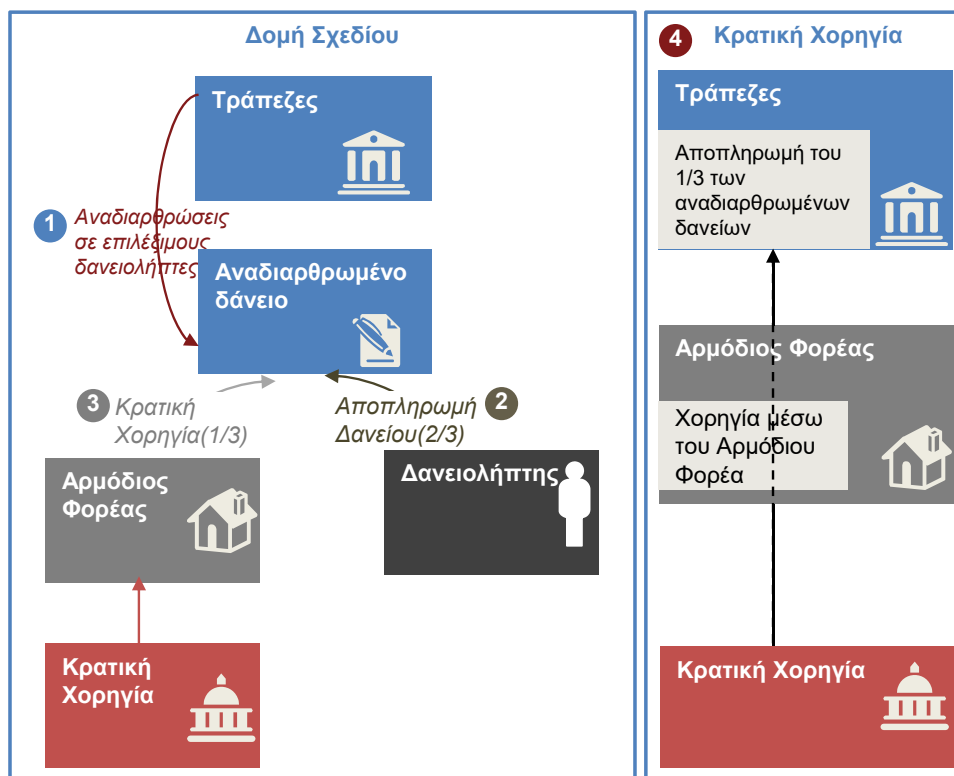 Δομή Σχεδίου
Τράπεζες
1
Αναδιαρθρώσεις
σε επιλέξιμους
δανειολήπτες
Αναδιαρθρωμένο
δάνειο
3
Κρατική
Χορηγία(1/3)
Αποπληρωμή
Δανείου(2/3)
2
Αρμόδιος
Φορέας
Δανειολήπτης
Κρατική
Χορηγία
4
Κρατική Χορηγία
Τράπεζες
Αποπληρωμή του
1/3 των
αναδιαρθρωμένων
δανείων
Αρμόδιος Φορέας
Χορηγία μέσω
του Αρμόδιου
Φορέα
Κρατική Χορηγία